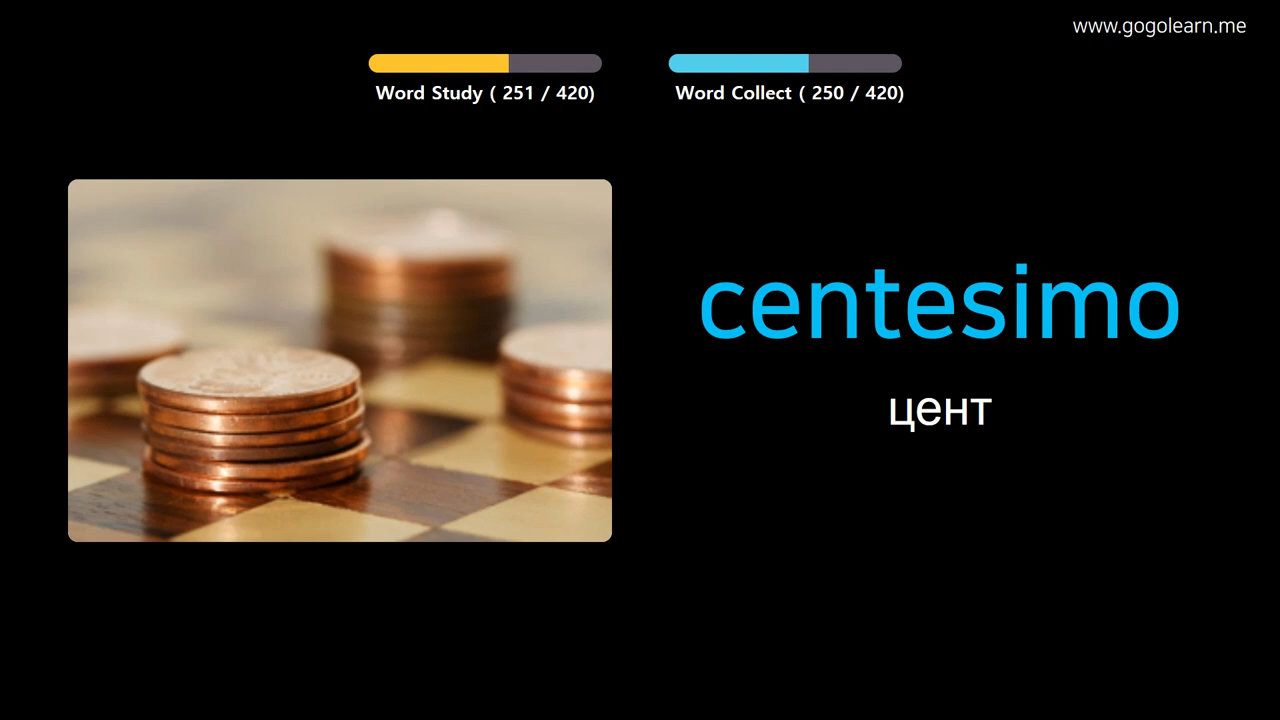 www.gogolearn.me
Word Study ( 251 / 420)
Word Collect ( 250 / 420)
centesimo
цент